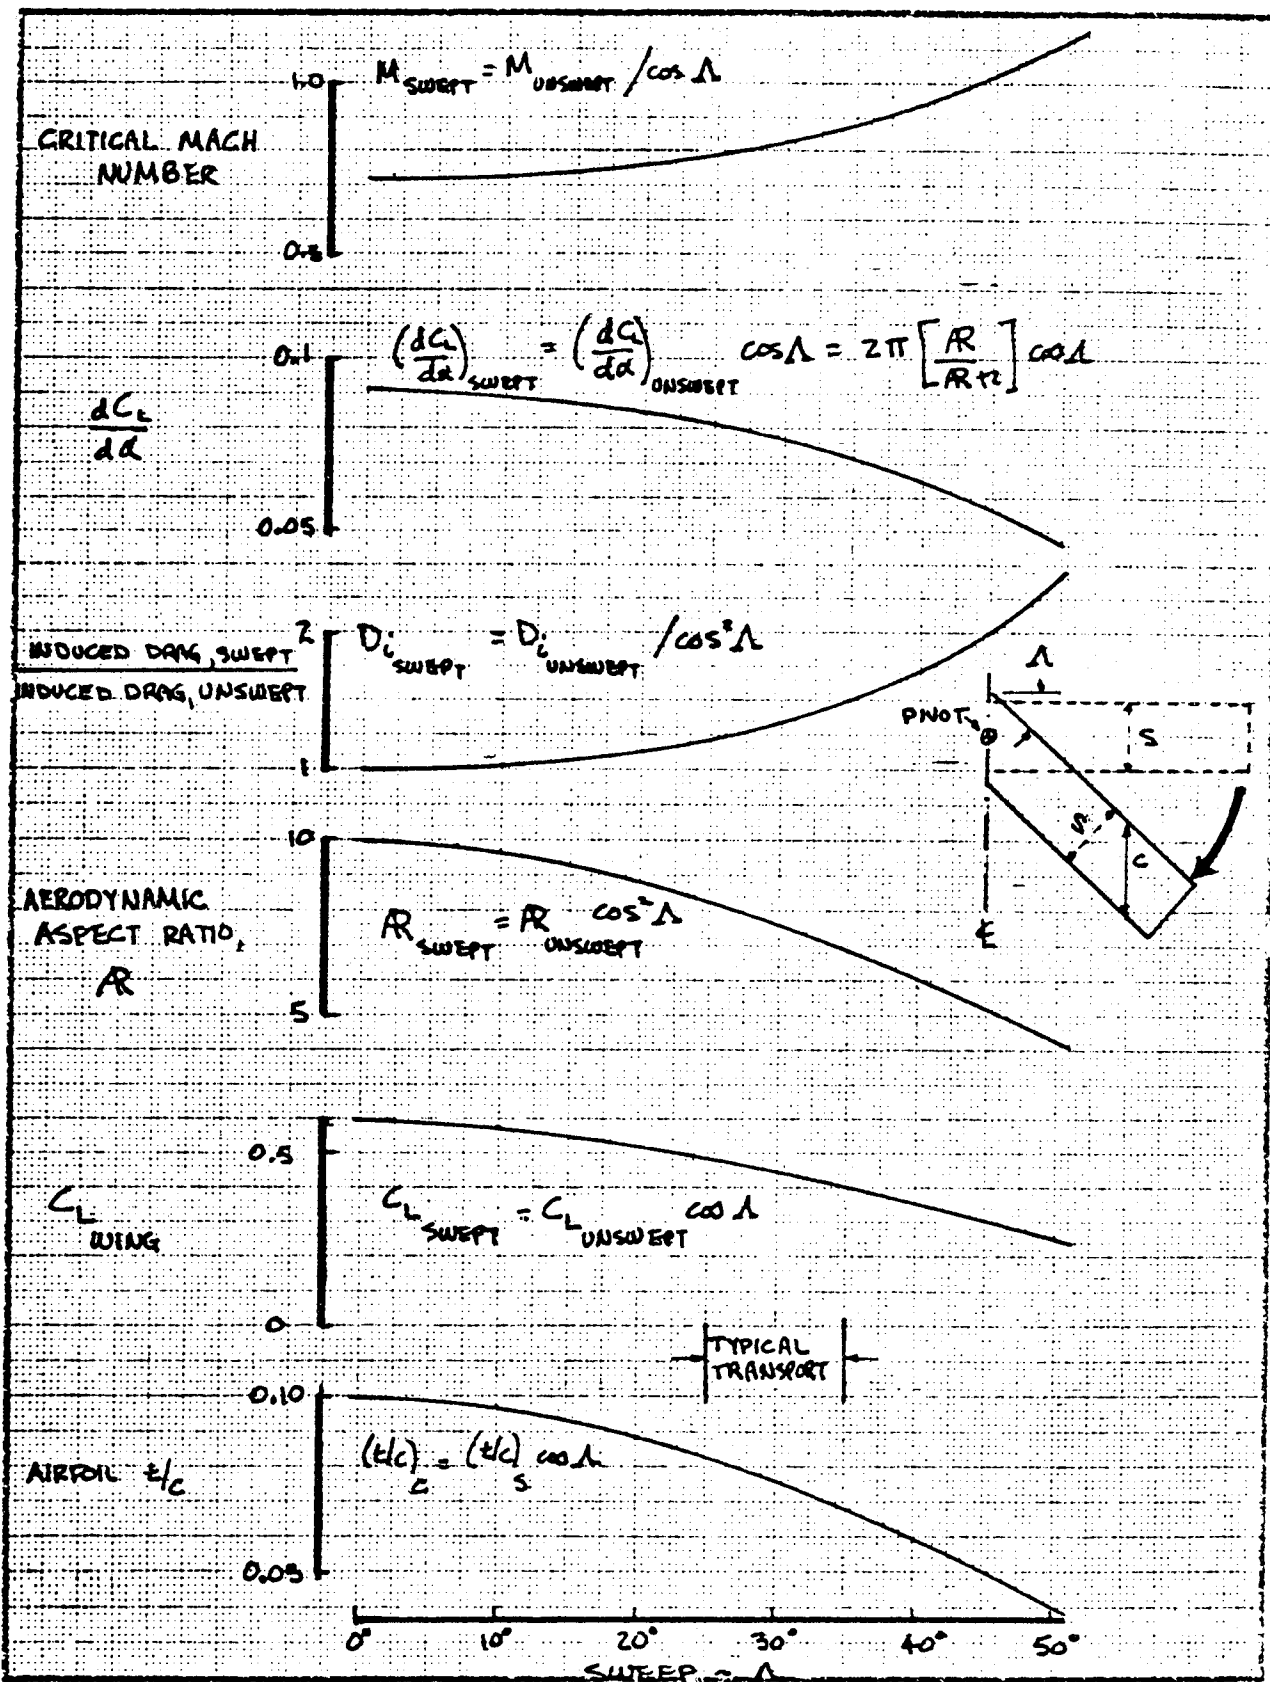 1.0
M SWEPT = M UNSWEPT / cos Λ
CRITICAL MACH
NUMBER
0.8
0.1
(dCL/dα) SWEPT = (dCL/dα) UNSWEPT cos Λ = 2π [AR/AR+2] cos Λ
dCL/dα
0.05
2
Di SWEPT = Di UNSWEPT / cos² Λ
INDUCED DRAG, SWEPT
INDUCED DRAG, UNSWEPT
1
Λ
PIVOT
S
S
C
℄
10
AERODYNAMIC
ASPECT RATIO,
AR
AR SWEPT = AR UNSWEPT cos² Λ
5
0.5
CL WING
CL SWEPT = CL UNSWEPT cos Λ
0
TYPICAL
TRANSPORT
0.10
AIRFOIL t/c
(t/c)c = (t/c)s cos Λ
0.05
0° 10° 20° 30° 40° 50°
SWEEP ~ Λ